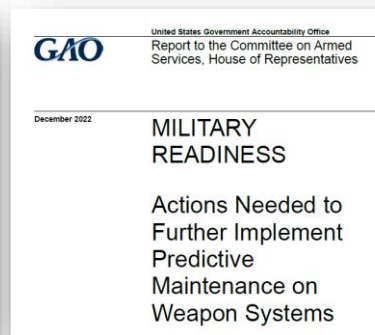 GAO
United States Government Accountability Office
Report to the Committee on Armed
Services, House of Representatives
December 2022
MILITARY
READINESS
Actions Needed to
Further Implement
Predictive
Maintenance on
Weapon Systems